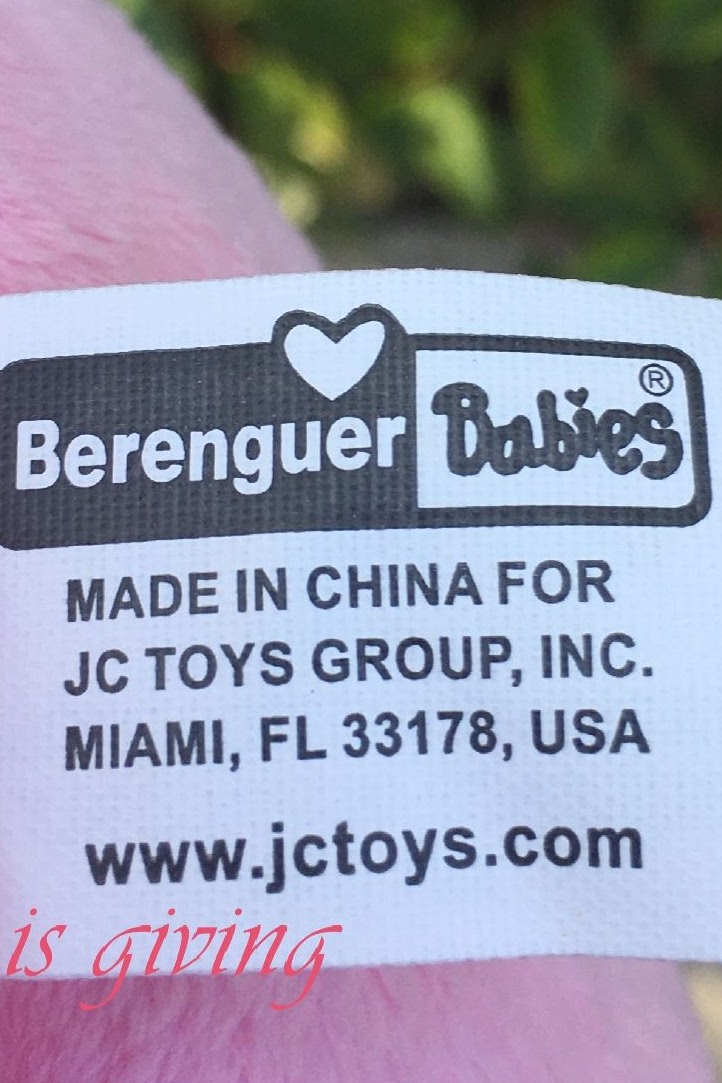 Berenguer Babies®
MADE IN CHINA FOR
JC TOYS GROUP, INC.
MIAMI, FL 33178, USA
www.jctoys.com
is giving